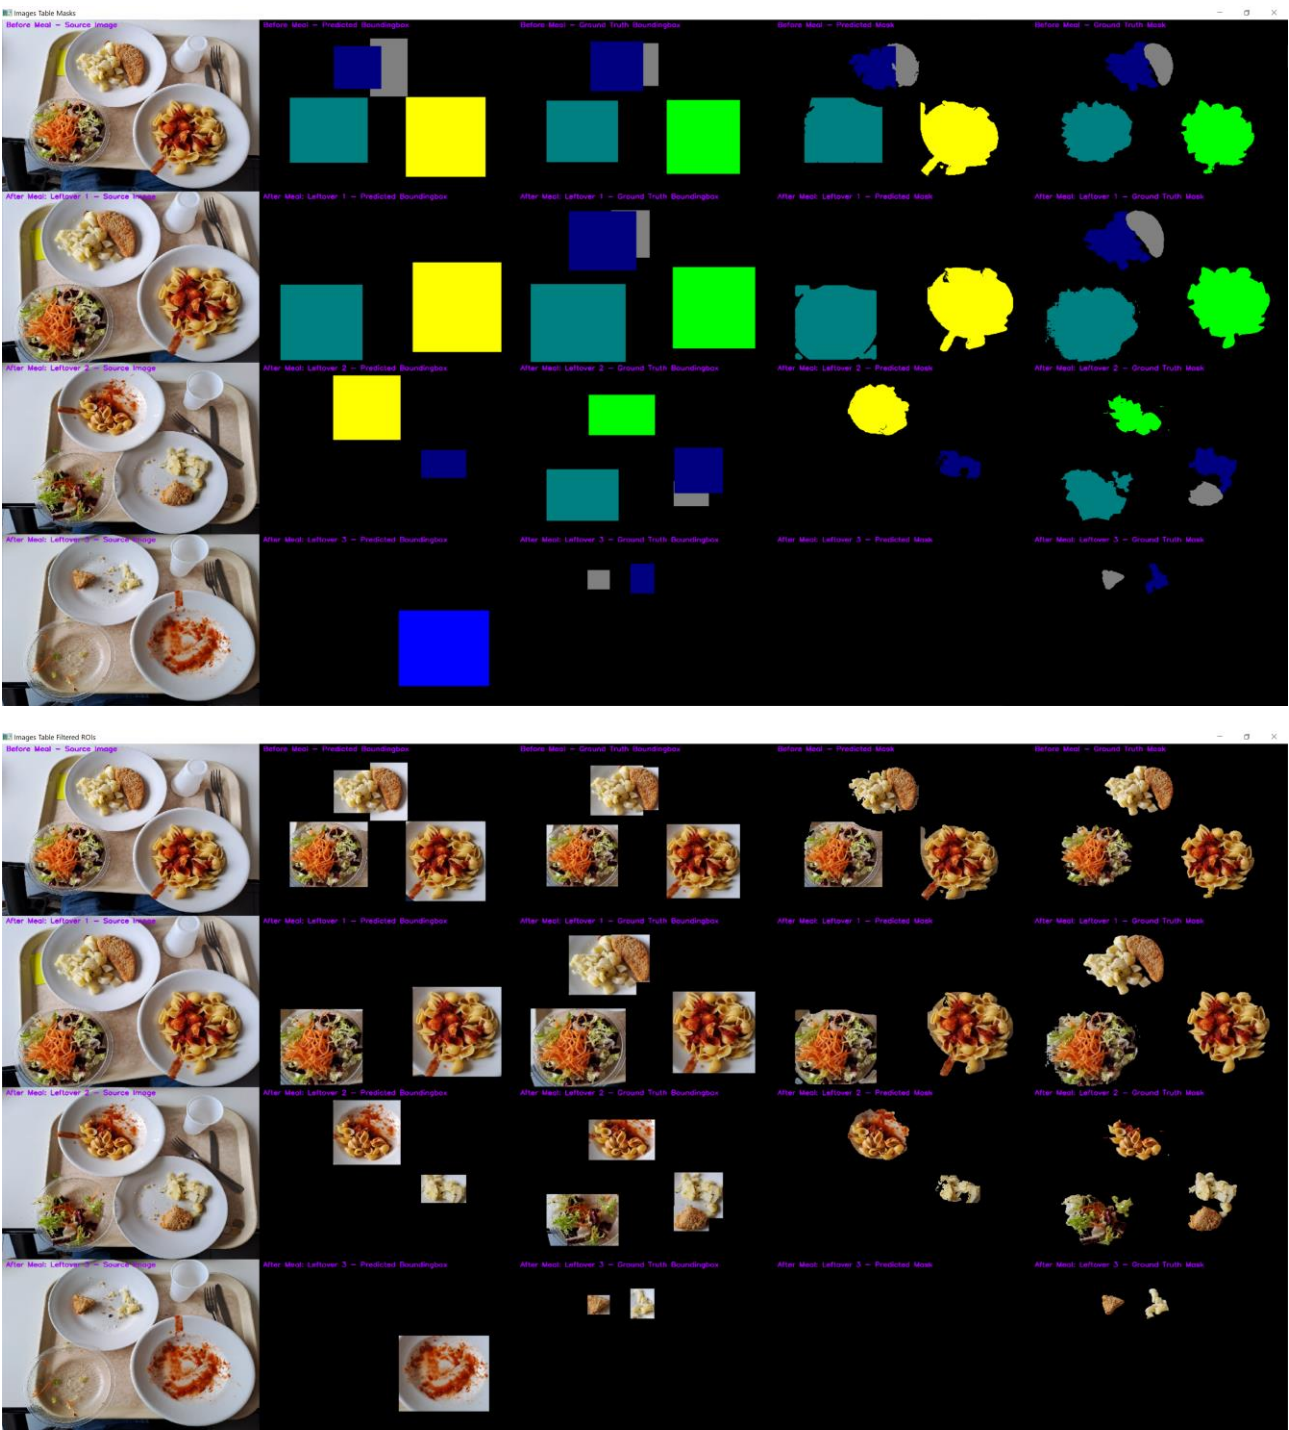 Images Table Masks
Before Meal - Source Image
Before Meal - Predicted Boundingbox
Before Meal - Ground Truth Boundingbox
Before Meal - Predicted Mask
Before Meal - Ground Truth Mask
After Meal: Leftover 1 - Source Image
After Meal: Leftover 1 - Predicted Boundingbox
After Meal: Leftover 1 - Ground Truth Boundingbox
After Meal: Leftover 1 - Predicted Mask
After Meal: Leftover 1 - Ground Truth Mask
After Meal: Leftover 2 - Source Image
After Meal: Leftover 2 - Predicted Boundingbox
After Meal: Leftover 2 - Ground Truth Boundingbox
After Meal: Leftover 2 - Predicted Mask
After Meal: Leftover 2 - Ground Truth Mask
After Meal: Leftover 3 - Source Image
After Meal: Leftover 3 - Predicted Boundingbox
After Meal: Leftover 3 - Ground Truth Boundingbox
After Meal: Leftover 3 - Predicted Mask
After Meal: Leftover 3 - Ground Truth Mask
Images Table Filtered ROIs
Before Meal - Source Image
Before Meal - Predicted Boundingbox
Before Meal - Ground Truth Boundingbox
Before Meal - Predicted Mask
Before Meal - Ground Truth Mask
After Meal: Leftover 1 - Source Image
After Meal: Leftover 1 - Predicted Boundingbox
After Meal: Leftover 1 - Ground Truth Boundingbox
After Meal: Leftover 1 - Predicted Mask
After Meal: Leftover 1 - Ground Truth Mask
After Meal: Leftover 2 - Source Image
After Meal: Leftover 2 - Predicted Boundingbox
After Meal: Leftover 2 - Ground Truth Boundingbox
After Meal: Leftover 2 - Predicted Mask
After Meal: Leftover 2 - Ground Truth Mask
After Meal: Leftover 3 - Source Image
After Meal: Leftover 3 - Predicted Boundingbox
After Meal: Leftover 3 - Ground Truth Boundingbox
After Meal: Leftover 3 - Predicted Mask
After Meal: Leftover 3 - Ground Truth Mask